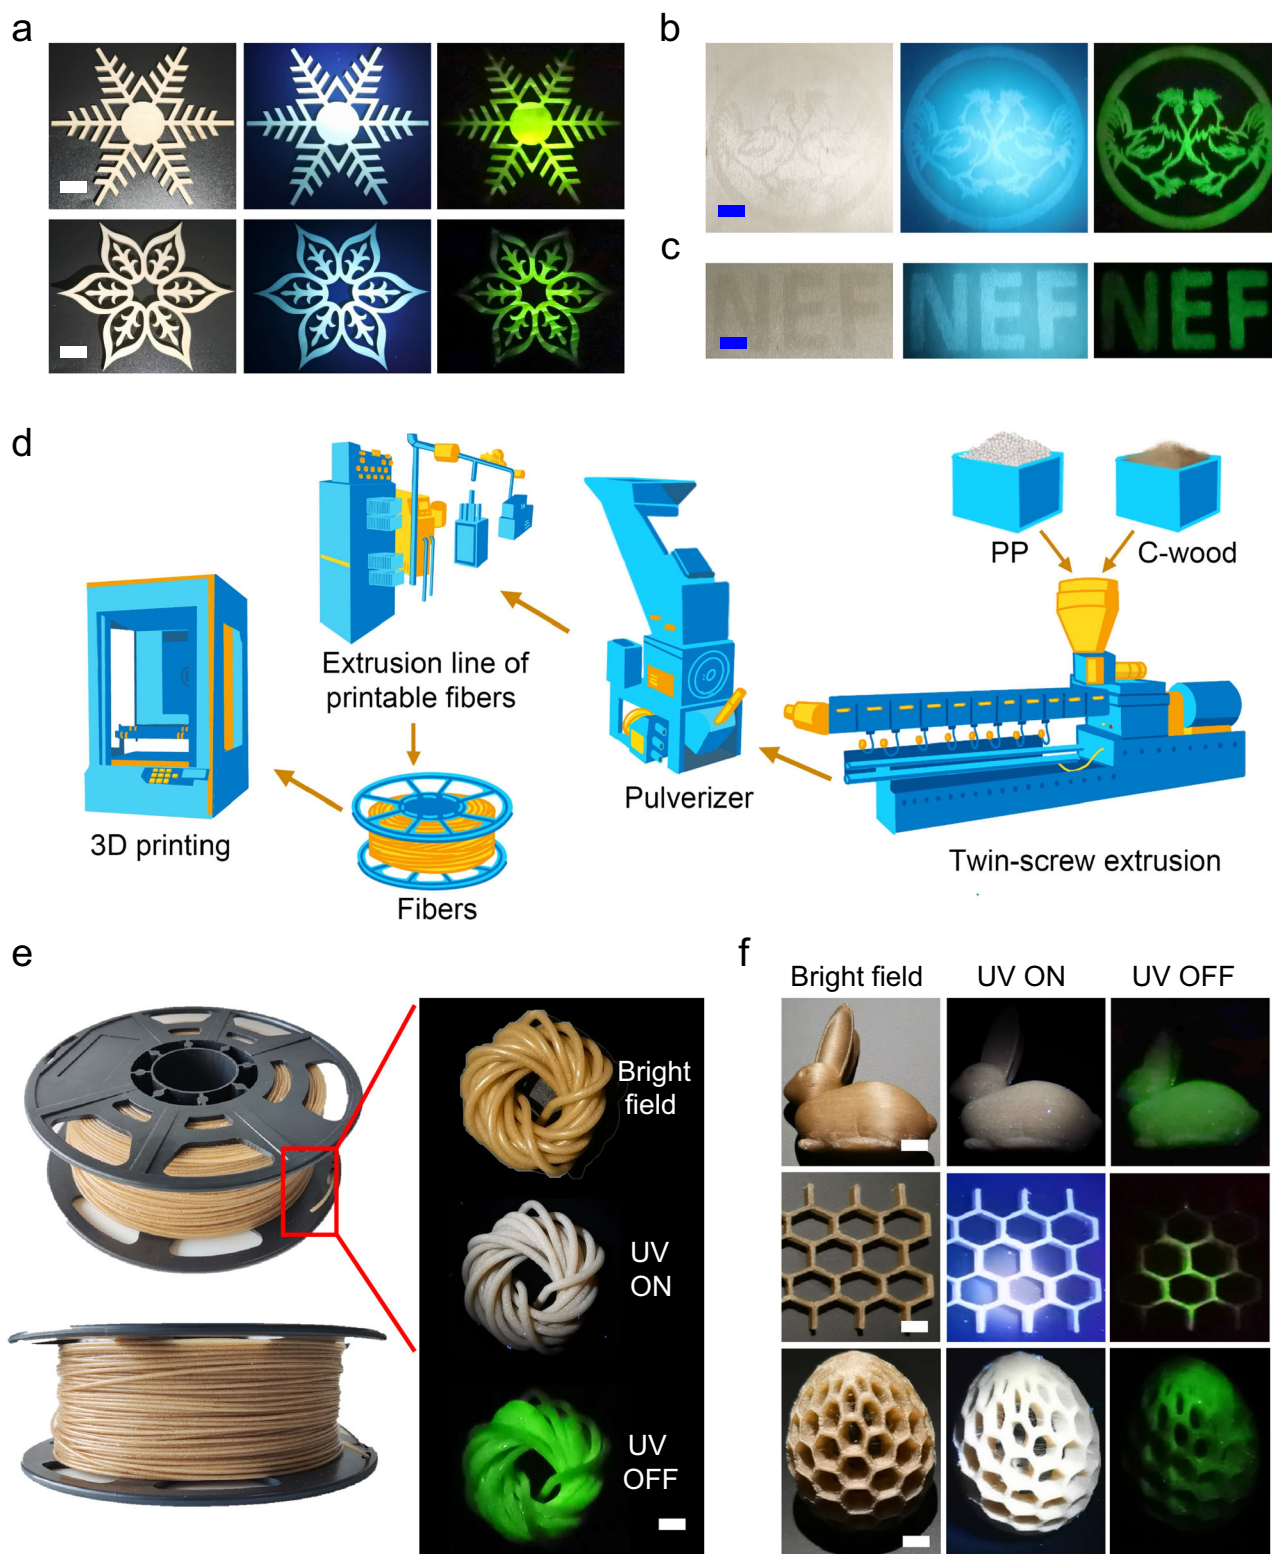 a
b
c
NEF
NEF
NEF
d
PP
C-wood
Extrusion line of
printable fibers
Pulverizer
3D printing
Fibers
Twin-screw extrusion
e
Bright
field
UV
ON
UV
OFF
f
Bright field
UV ON
UV OFF